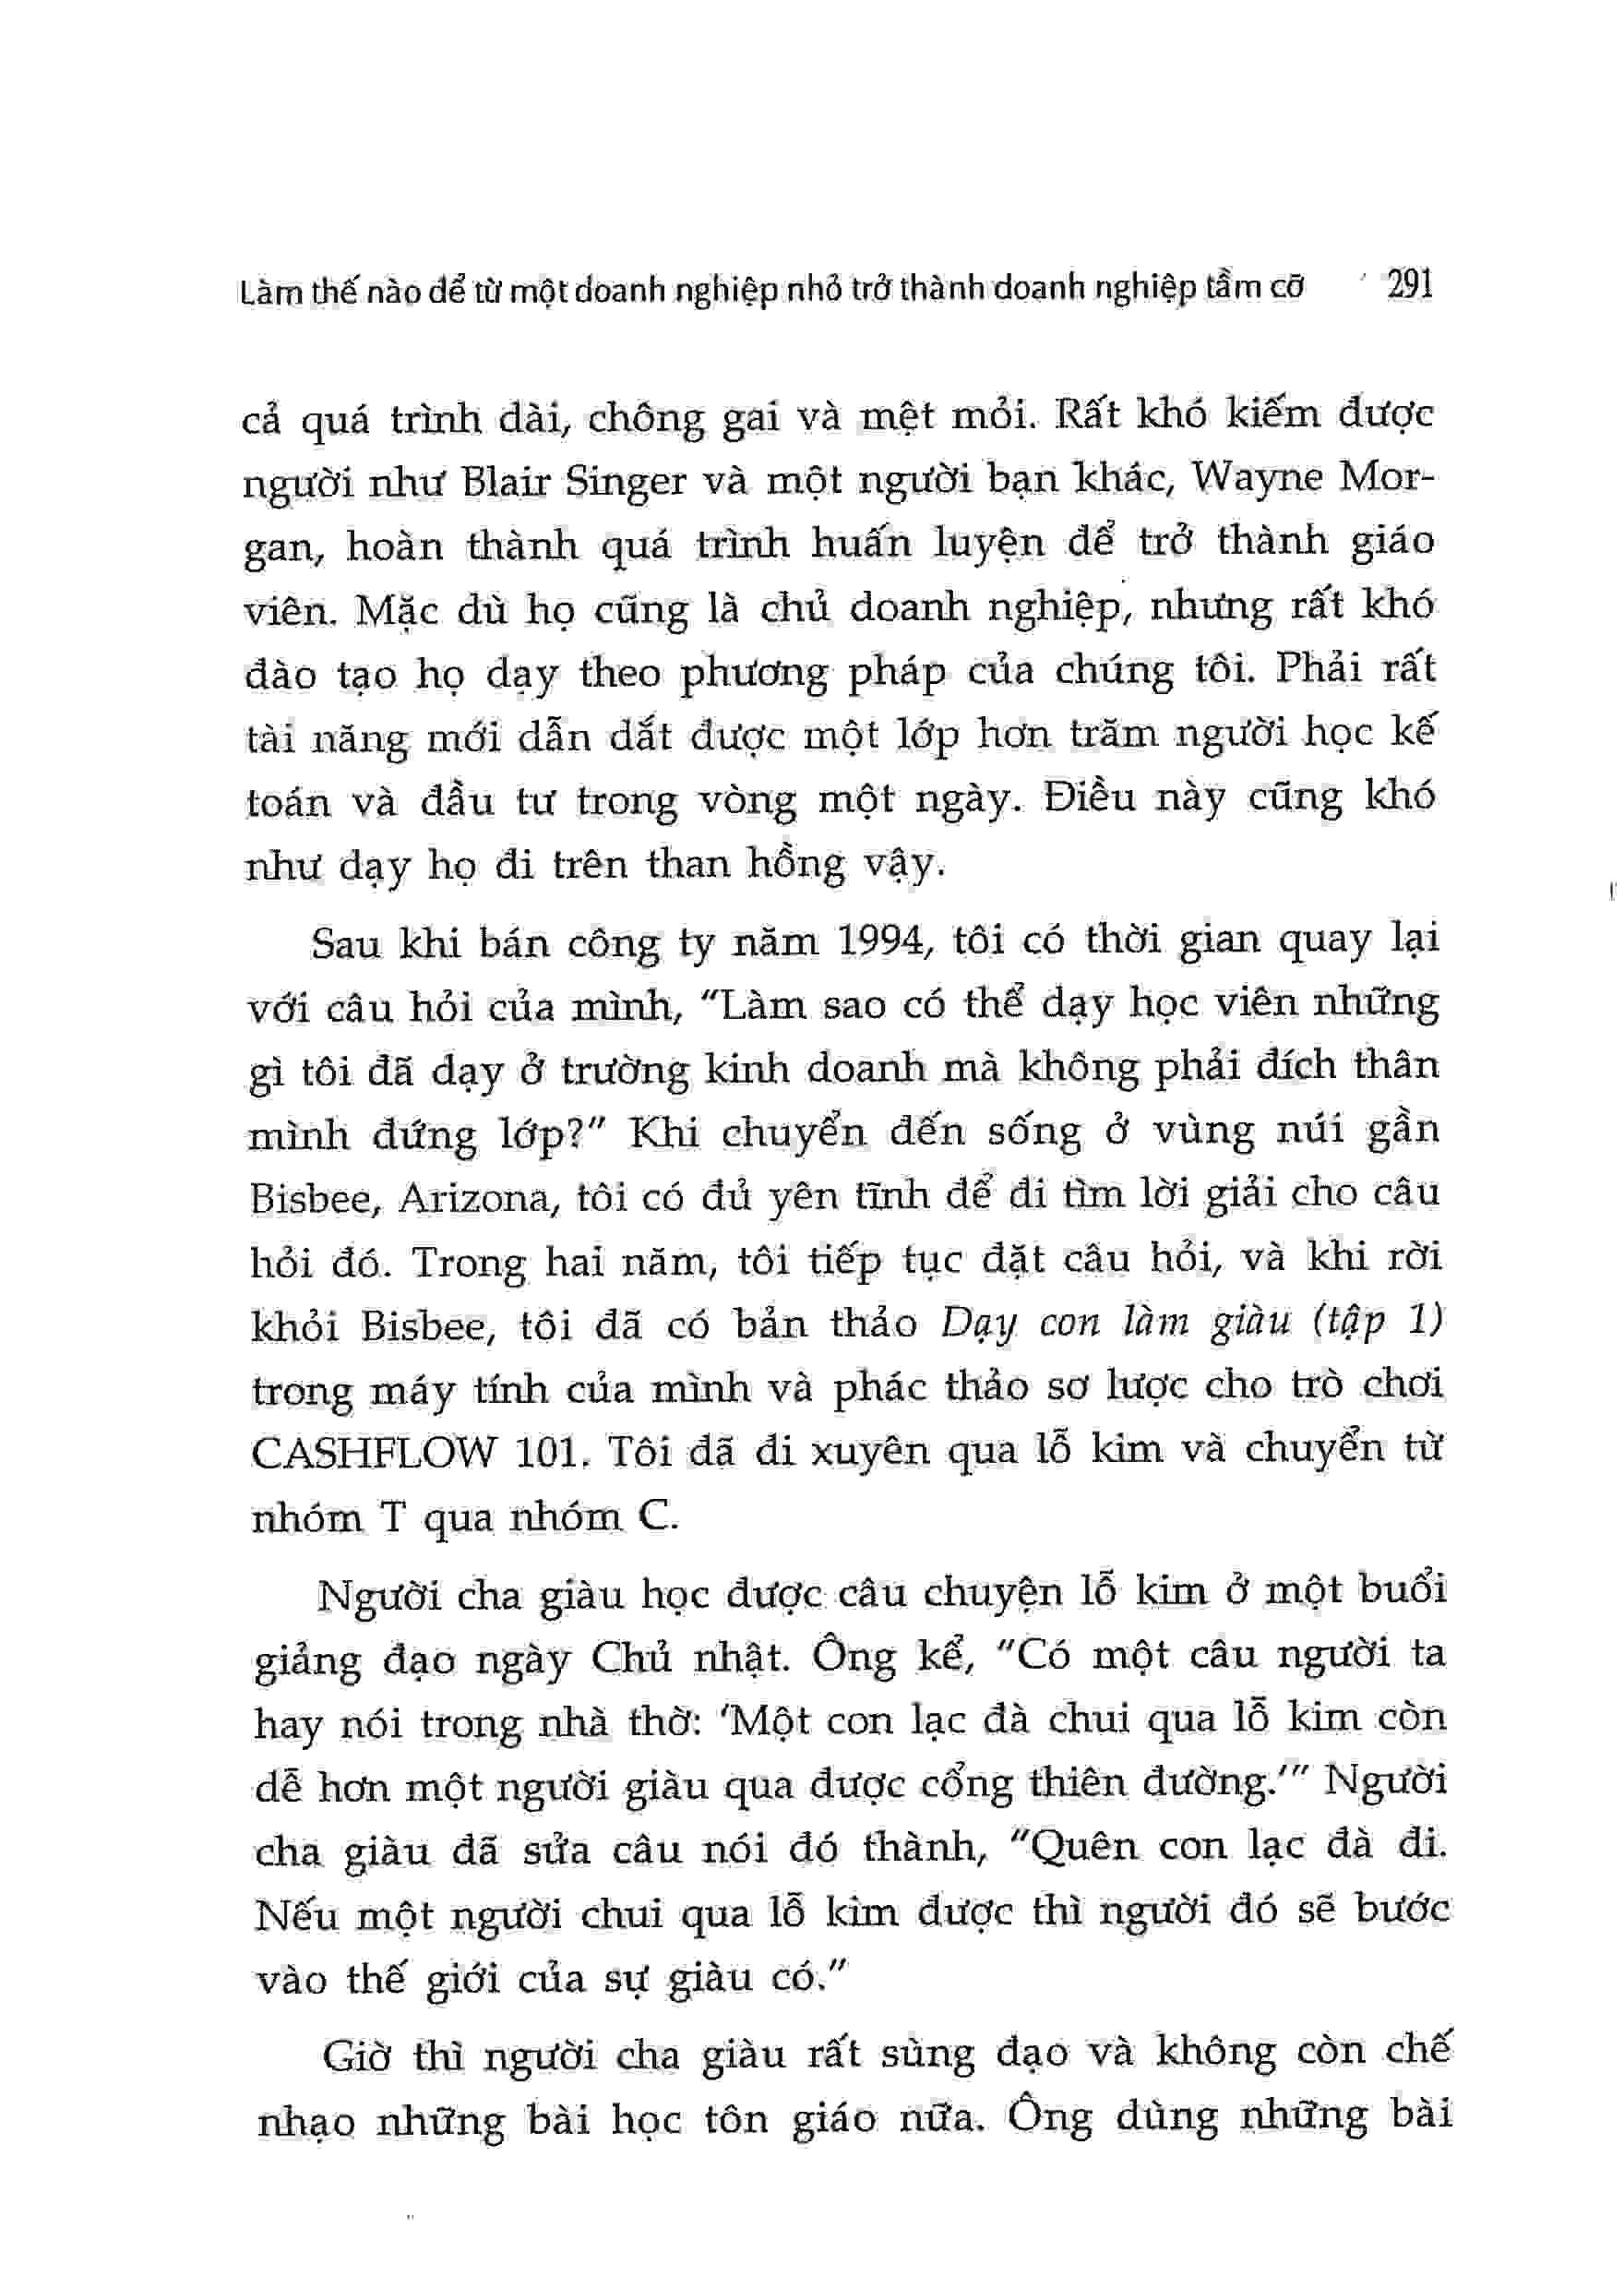 Làm thế nào để từ một doanh nghiệp nhỏ trở thành doanh nghiệp tầm cỡ 291
cả quá trình dài, chông gai và mệt mỏi. Rất khó kiếm được
người như Blair Singer và một người bạn khác, Wayne Mor-
gan, hoàn thành quá trình huấn luyện để trở thành giáo
viên. Mặc dù họ cũng là chủ doanh nghiệp, nhưng rất khó
đào tạo họ dạy theo phương pháp của chúng tôi. Phải rất
tài năng mới dẫn dắt được một lớp hơn trăm người học kế
toán và đầu tư trong vòng một ngày. Điều này cũng khó
như dạy họ đi trên than hồng vậy.
Sau khi bán công ty năm 1994, tôi có thời gian quay lại
với câu hỏi của mình, “Làm sao có thể dạy học viên những
gì tôi đã dạy ở trường kinh doanh mà không phải đích thân
mình đứng lớp?” Khi chuyển đến sống ở vùng núi gần
Bisbee, Arizona, tôi có đủ yên tĩnh để đi tìm lời giải cho câu
hỏi đó. Trong hai năm, tôi tiếp tục đặt câu hỏi, và khi rời
khỏi Bisbee, tôi đã có bản thảo Dạy con làm giàu (tập 1)
trong máy tính của mình và phác thảo sơ lược cho trò chơi
CASHFLOW 101. Tôi đã đi xuyên qua lỗ kim và chuyển từ
nhóm T qua nhóm C.
Người cha giàu học được câu chuyện lỗ kim ở một buổi
giảng đạo ngày Chủ nhật. Ông kể, “Có một câu người ta
hay nói trong nhà thờ: ‘Một con lạc đà chui qua lỗ kim còn
dễ hơn một người giàu qua được cổng thiên đường.’” Người
cha giàu đã sửa câu nói đó thành, “Quên con lạc đà đi.
Nếu một người chui qua lỗ kim được thì người đó sẽ bước
vào thế giới của sự giàu có.”
Giờ thì người cha giàu rất sùng đạo và không còn chế
nhạo những bài học tôn giáo nữa. Ông dùng những bài